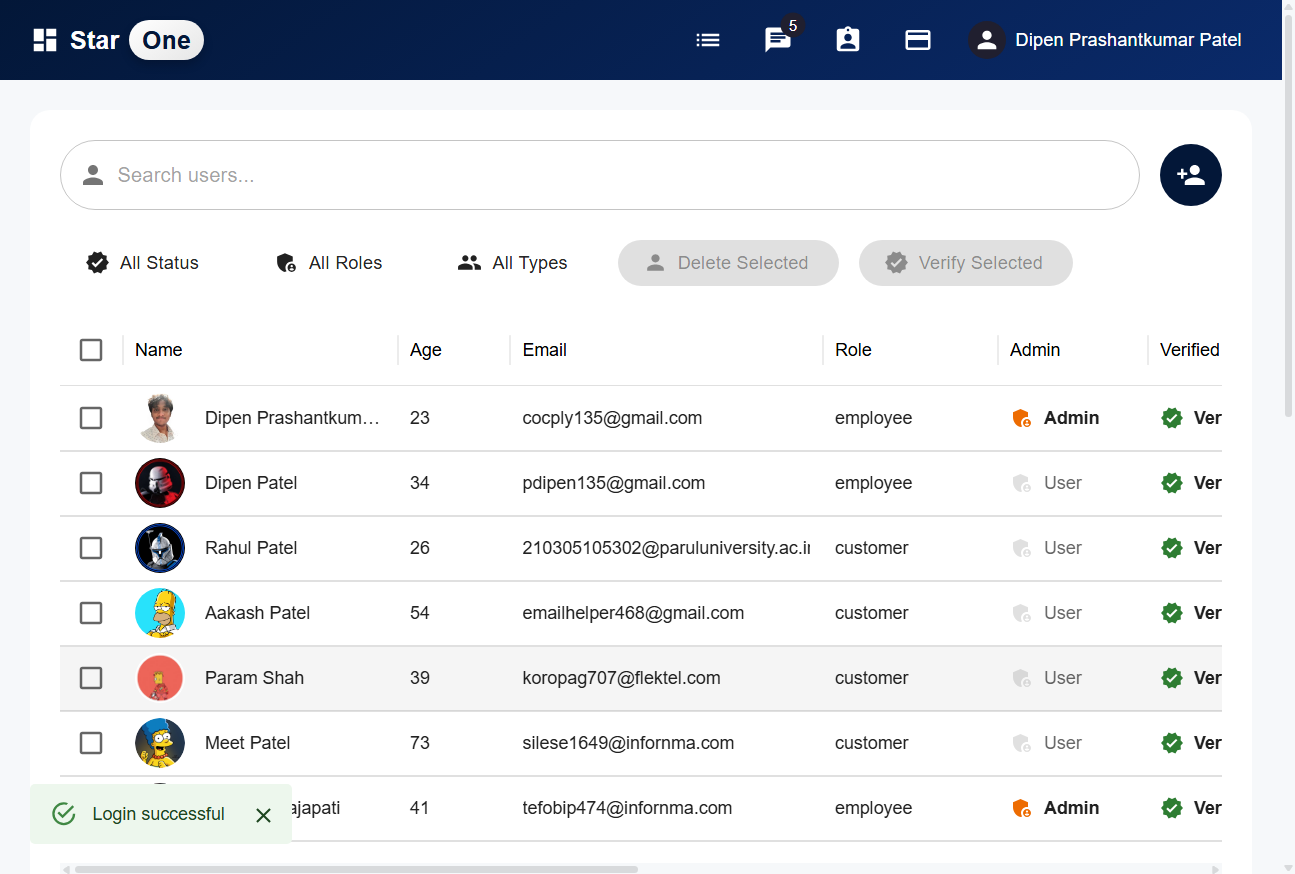 Star One
5
Dipen Prashantkumar Patel
Search users...
All Status
All Roles
All Types
Delete Selected
Verify Selected
Name Age Email Role Admin Verified
Dipen Prashantkum… 23 cocply135@gmail.com employee Admin Ver
Dipen Patel 34 pdipen135@gmail.com employee User Ver
Rahul Patel 26 210305105302@paruluniversity.ac.in customer User Ver
Aakash Patel 54 emailhelper468@gmail.com customer User Ver
Param Shah 39 koropag707@flektel.com customer User Ver
Meet Patel 73 silese1649@infornma.com customer User Ver
ajapati 41 tefobip474@infornma.com employee Admin Ver
Login successful